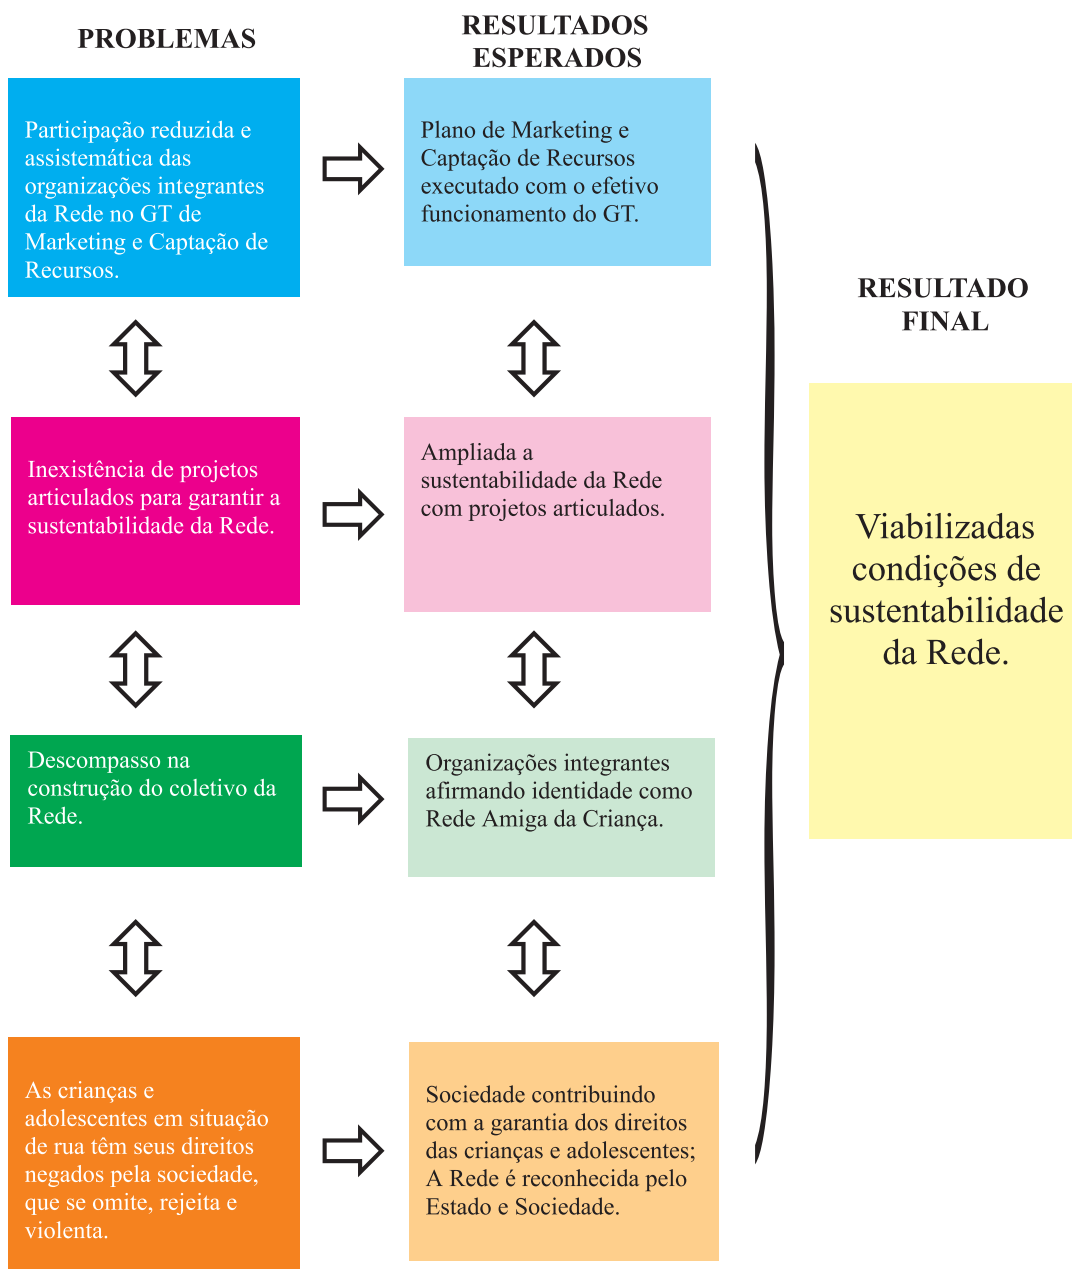 PROBLEMAS
RESULTADOS
ESPERADOS
Participação reduzida e
assistemática das
organizações integrantes
da Rede no GT de
Marketing e Captação de
Recursos.
Plano de Marketing e
Captação de Recursos
executado com o efetivo
funcionamento do GT.
Inexistência de projetos
articulados para garantir a
sustentabilidade da Rede.
Ampliada a
sustentabilidade da Rede
com projetos articulados.
Descompasso na
construção do coletivo da
Rede.
Organizações integrantes
afirmando identidade como
Rede Amiga da Criança.
As crianças e
adolescentes em situação
de rua têm seus direitos
negados pela sociedade,
que se omite, rejeita e
violenta.
Sociedade contribuindo
com a garantia dos direitos
das crianças e adolescentes;
A Rede é reconhecida pelo
Estado e Sociedade.
RESULTADO
FINAL
Viabilizadas
condições de
sustentabilidade
da Rede.